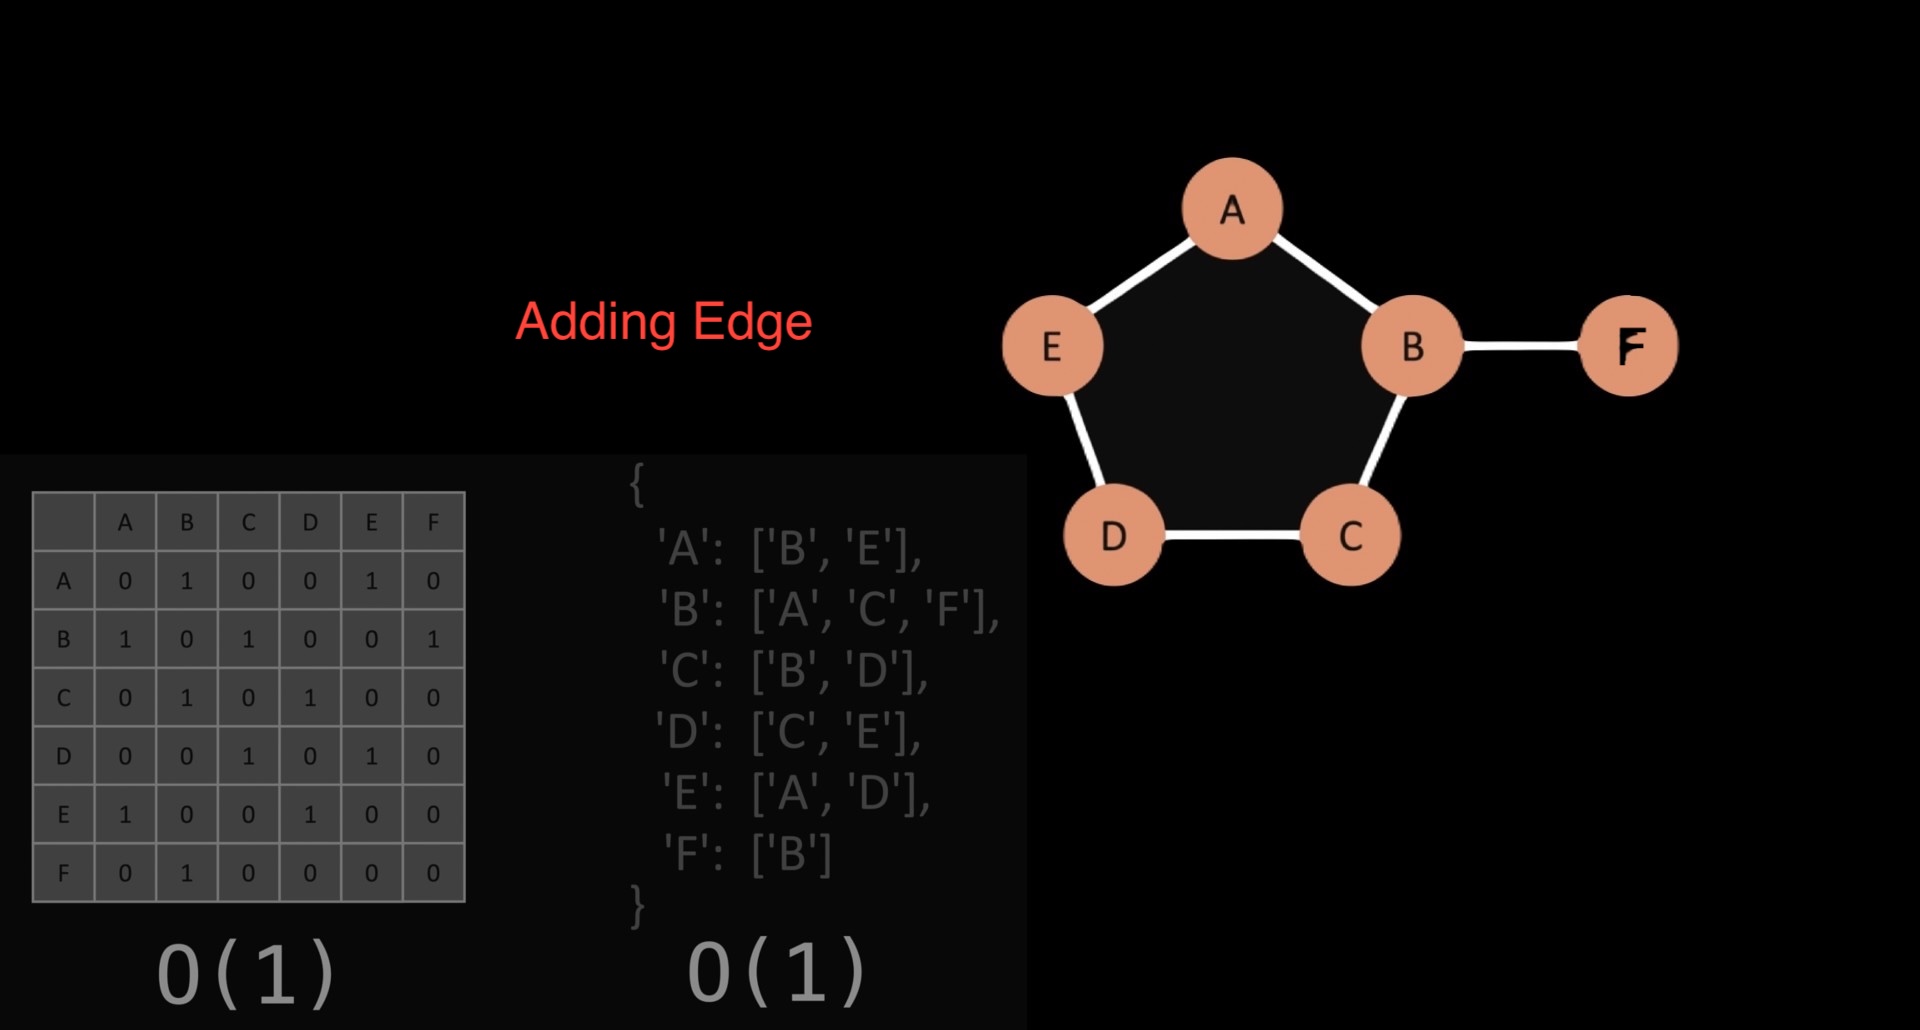 Adding Edge
A
E
B
F
D
C
A B C D E F
A 0 1 0 0 1 0
B 1 0 1 0 0 1
C 0 1 0 1 0 0
D 0 0 1 0 1 0
E 1 0 0 1 0 0
F 0 1 0 0 0 0
O(1)
{
'A': ['B', 'E'],
'B': ['A', 'C', 'F'],
'C': ['B', 'D'],
'D': ['C', 'E'],
'E': ['A', 'D'],
'F': ['B']
}
O(1)